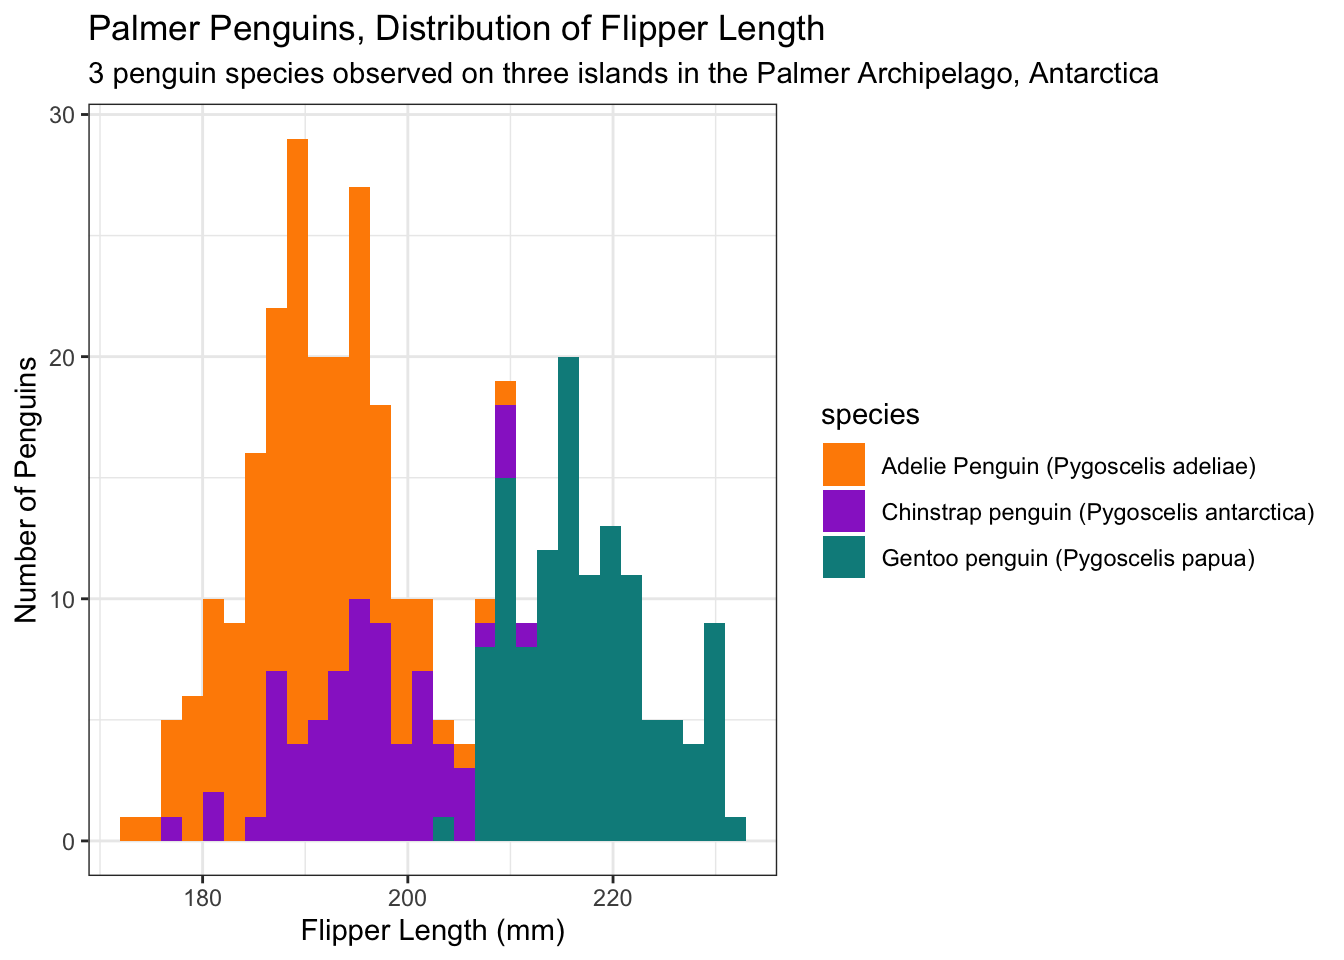 Palmer Penguins, Distribution of Flipper Length
3 penguin species observed on three islands in the Palmer Archipelago, Antarctica
30
20
10
0
Number of Penguins
180 200 220
Flipper Length (mm)
species
Adelie Penguin (Pygoscelis adeliae)
Chinstrap penguin (Pygoscelis antarctica)
Gentoo penguin (Pygoscelis papua)